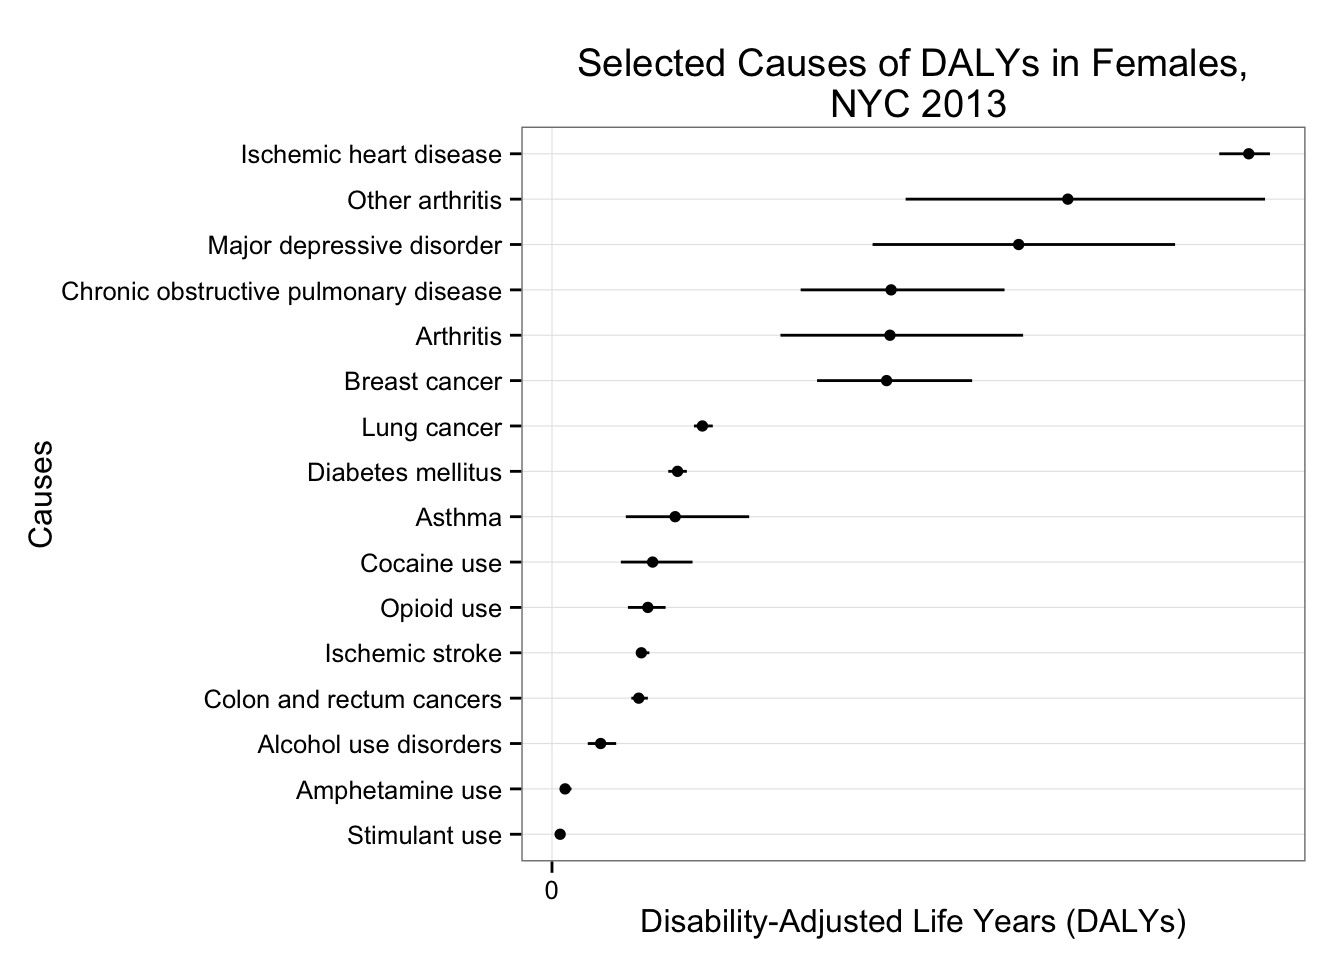 Selected Causes of DALYs in Females,
NYC 2013
Ischemic heart disease
Other arthritis
Major depressive disorder
Chronic obstructive pulmonary disease
Arthritis
Breast cancer
Lung cancer
Diabetes mellitus
Asthma
Cocaine use
Opioid use
Ischemic stroke
Colon and rectum cancers
Alcohol use disorders
Amphetamine use
Stimulant use
Causes
0
Disability-Adjusted Life Years (DALYs)